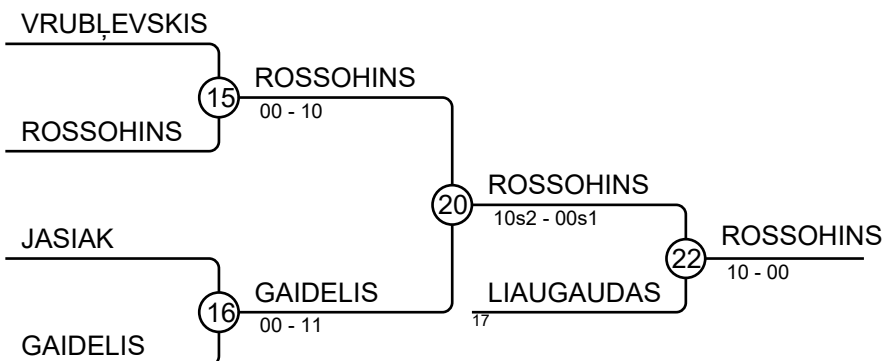 VRUBĻEVSKIS
15
ROSSOHINS
00 - 10
ROSSOHINS
20
ROSSOHINS
10s2 - 00s1
JASIAK
22
ROSSOHINS
10 - 00
16
GAIDELIS
00 - 11
LIAUGAUDAS
17
GAIDELIS